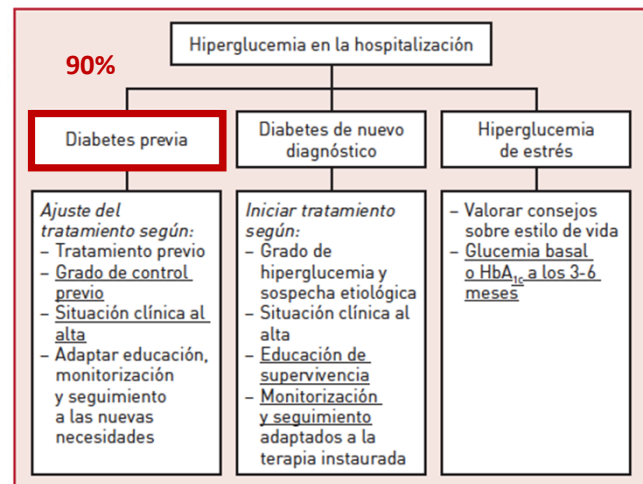 Hiperglucemia en la hospitalización
90%
Diabetes previa
Diabetes de nuevo
diagnóstico
Hiperglucemia
de estrés
Ajuste del
tratamiento según:
– Tratamiento previo
– Grado de control
previo
– Situación clínica al
alta
– Adaptar educación,
monitorización
y seguimiento
a las nuevas
necesidades
Iniciar tratamiento
según:
– Grado de
hiperglucemia y
sospecha etiológica
– Situación clínica al
alta
– Educación de
supervivencia
– Monitorización
y seguimiento
adaptados a la
terapia instaurada
– Valorar consejos
sobre estilo de vida
– Glucemia basal
o HbA1c a los 3-6
meses